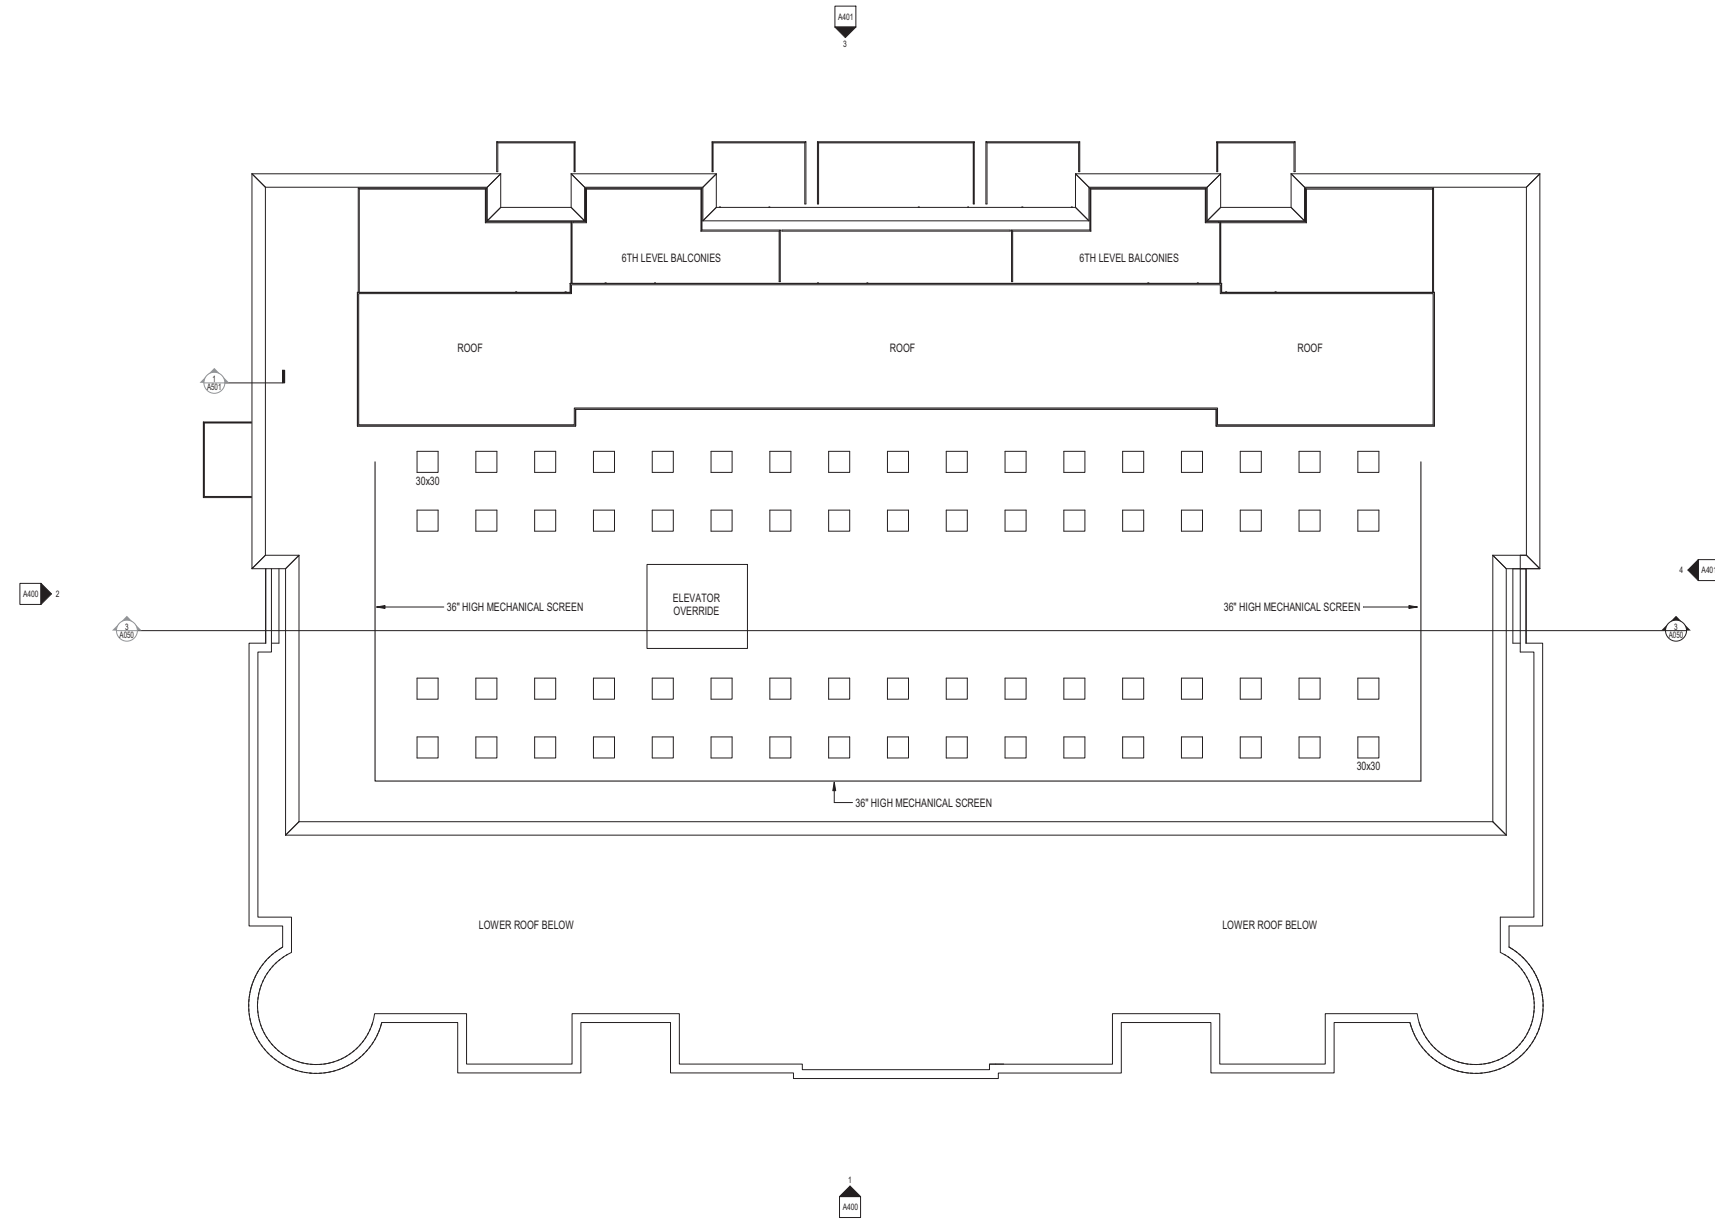 A401
3
6TH LEVEL BALCONIES
6TH LEVEL BALCONIES
ROOF
ROOF
ROOF
1
A501
30x30
A400
2
4
A401
36" HIGH MECHANICAL SCREEN
ELEVATOR
OVERRIDE
36" HIGH MECHANICAL SCREEN
3
A050
3
A050
30x30
36" HIGH MECHANICAL SCREEN
LOWER ROOF BELOW
LOWER ROOF BELOW
1
A400